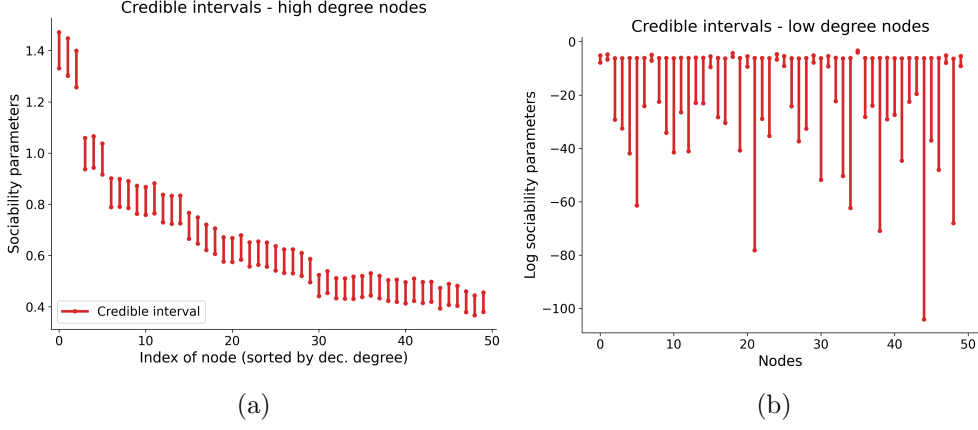 Credible intervals - high degree nodes
Sociability parameters
1.4
1.2
1.0
0.8
0.6
0.4
Credible interval
0
10
20
30
40
50
Index of node (sorted by dec. degree)
(a)
Credible intervals - low degree nodes
Log sociability parameters
0
−20
−40
−60
−80
−100
0
10
20
30
40
50
Nodes
(b)